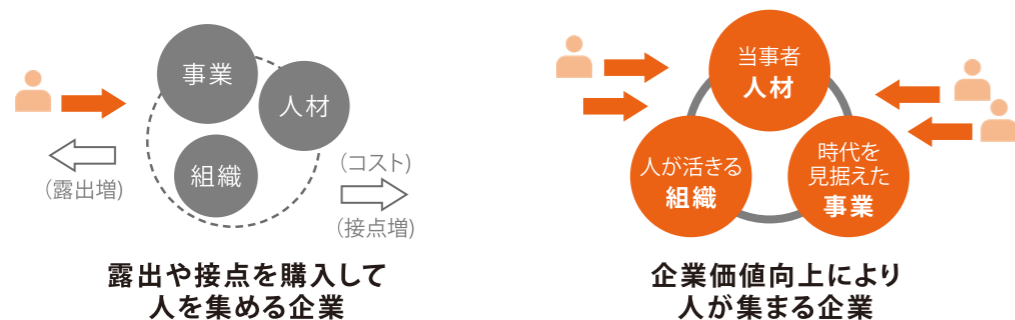 事業
人材
組織
（露出増）
（コスト）
（接点増）
露出や接点を購入して
人を集める企業
当事者
人材
人が活きる
組織
時代を
見据えた
事業
企業価値向上により
人が集まる企業